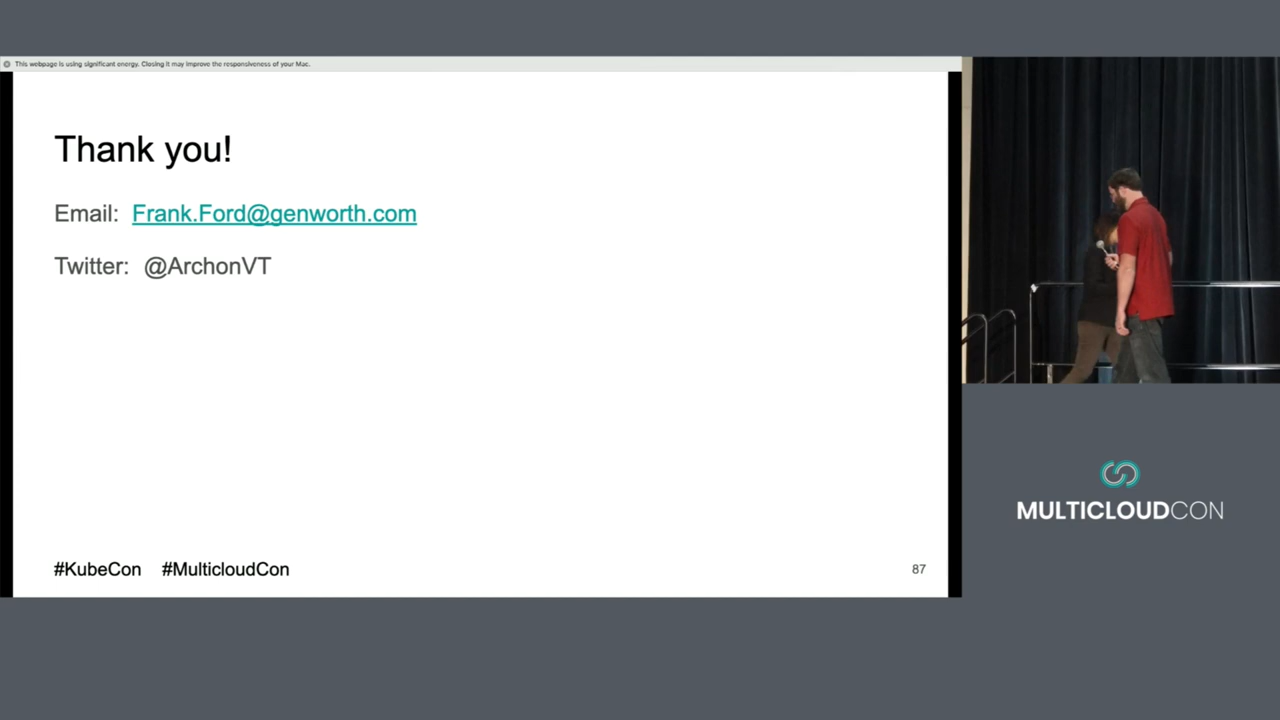 This webpage is using significant energy. Closing it may improve the responsiveness of your Mac.
Thank you!
Email: Frank.Ford@genworth.com
Twitter: @ArchonVT
#KubeCon #MulticloudCon
87
MULTICLOUDCON